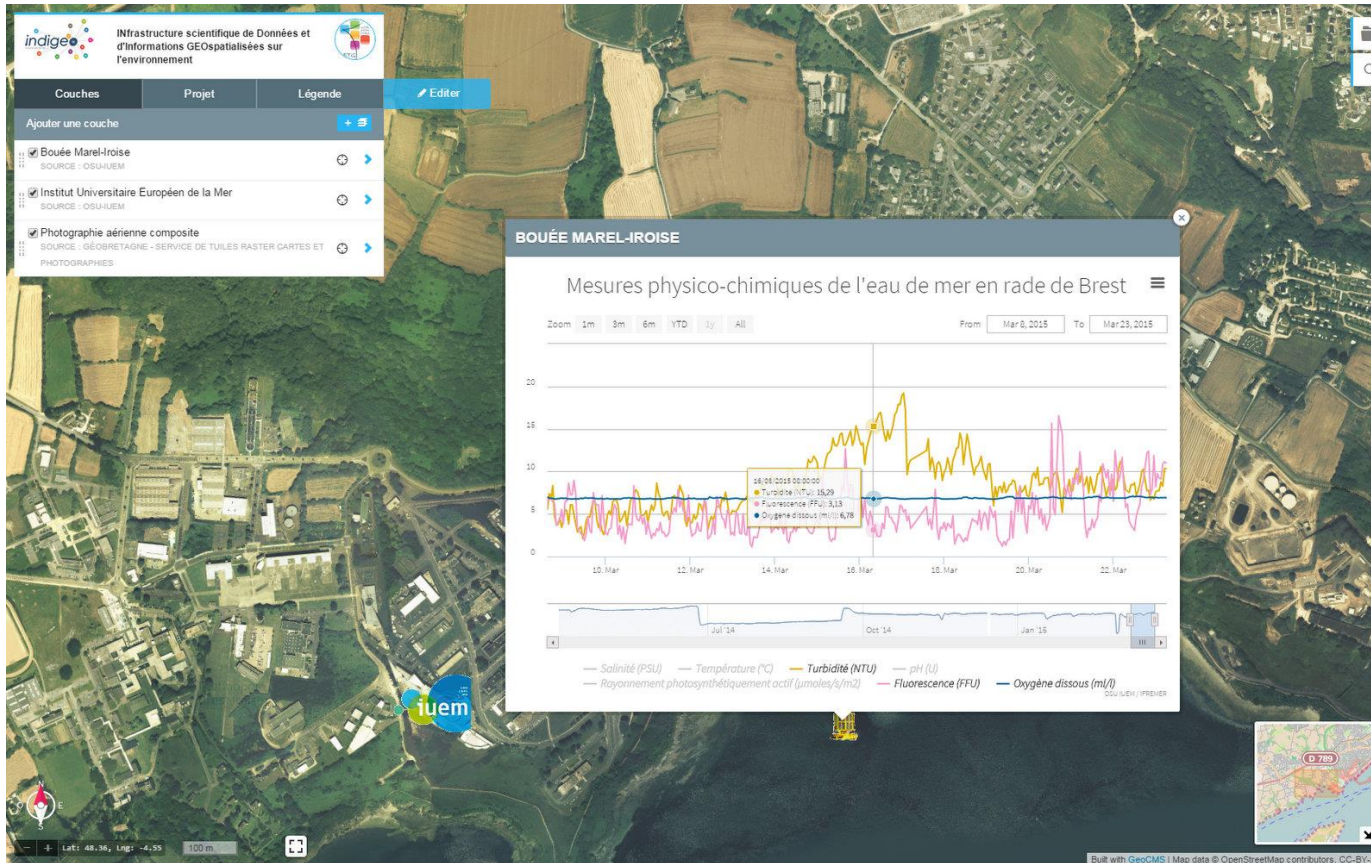 indigeo
INfrastructure scientifique de Données et
d'Informations GEOspatialisées sur
l'environnement
Couches
Projet
Légende
Editer
Ajouter une couche
Bouée Marel-Iroise
SOURCE : OSU-IUEM
Institut Universitaire Européen de la Mer
SOURCE : OSU-IUEM
Photographie aérienne composite
SOURCE : GÉOBRETAGNE - SERVICE DE TUILES RASTER CARTES ET
PHOTOGRAPHIES
BOUÉE MAREL-IROISE
Mesures physico-chimiques de l'eau de mer en rade de Brest
Zoom 1m 3m 6m YTD 1y All
From Mar 8, 2015 To Mar 23, 2015
20
15
10
5
0
16/03/2015 08:00:00
Turbidité (NTU): 15,29
Fluorescence (FFU): 3,13
Oxygène dissous (ml/l): 6,78
10. Mar 12. Mar 14. Mar 16. Mar 18. Mar 20. Mar 22. Mar
Jul '14 Oct '14 Jan '15
Salinité (PSU) Température (°C) Turbidité (NTU) pH (U)
Rayonnement photosynthétiquement actif (µmoles/s/m2) Fluorescence (FFU) Oxygène dissous (ml/l)
OSU IUEM / IFREMER
iuem
D 789
N
O E
S
− + Lat: 48.36, Lng: -4.55 100 m
Built with GeoCMS | Map data © OpenStreetMap contributors, CC-B